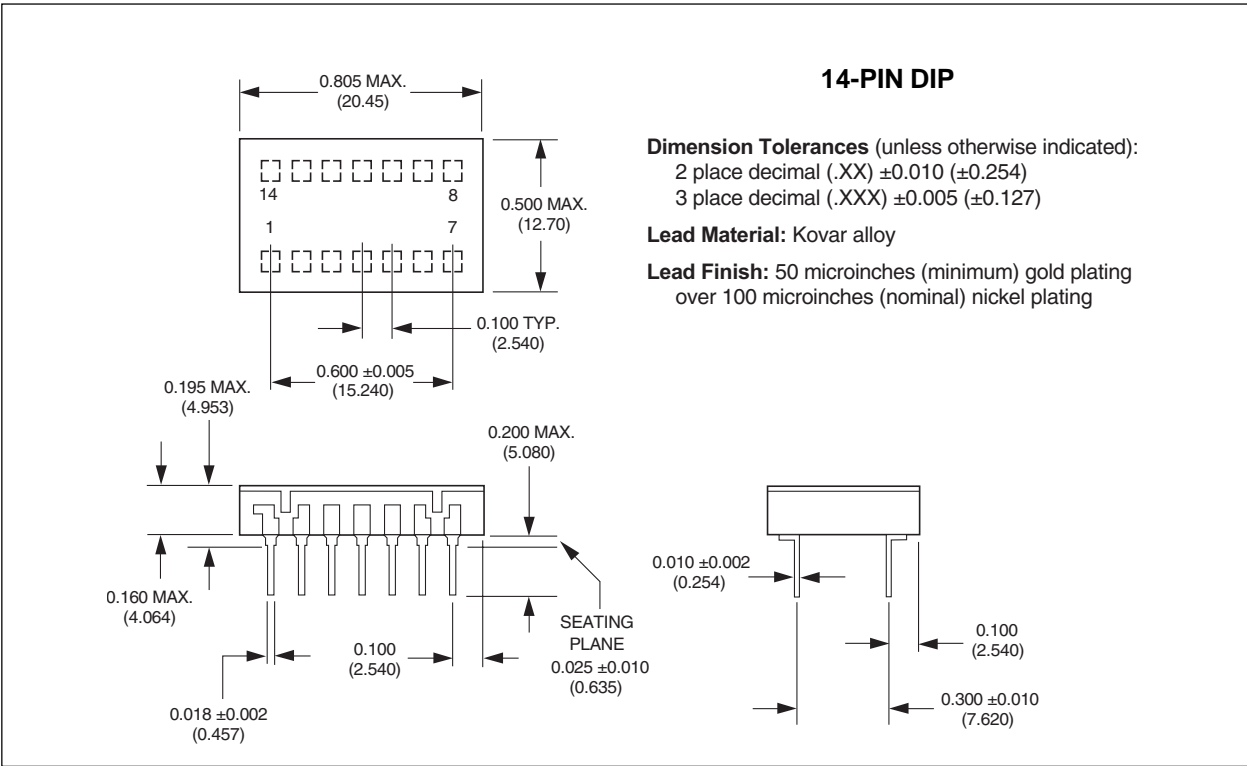 14-PIN DIP
Dimension Tolerances (unless otherwise indicated):
2 place decimal (.XX) ±0.010 (±0.254)
3 place decimal (.XXX) ±0.005 (±0.127)
Lead Material: Kovar alloy
Lead Finish: 50 microinches (minimum) gold plating
over 100 microinches (nominal) nickel plating
0.805 MAX.
(20.45)
14
8
1
7
0.500 MAX.
(12.70)
0.100 TYP.
(2.540)
0.600 ±0.005
(15.240)
0.195 MAX.
(4.953)
0.200 MAX.
(5.080)
0.160 MAX.
(4.064)
SEATING
PLANE
0.025 ±0.010
(0.635)
0.100
(2.540)
0.018 ±0.002
(0.457)
0.010 ±0.002
(0.254)
0.100
(2.540)
0.300 ±0.010
(7.620)